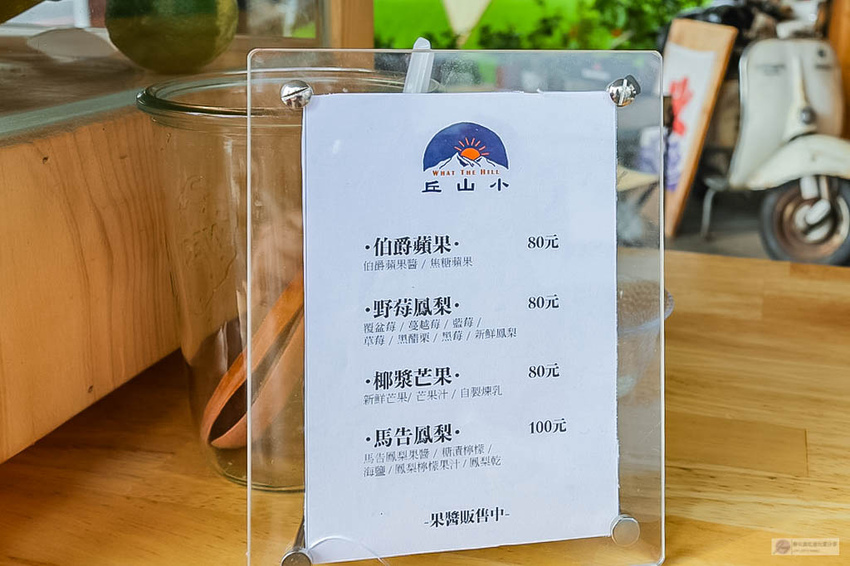 WHAT THE HILL
丘山小
·伯爵蘋果· 80元
伯爵蘋果醬 / 焦糖蘋果
·野莓鳳梨· 80元
覆盆莓 / 蔓越莓 / 藍莓 /
草莓 / 黑醋栗 / 黑莓 / 新鮮鳳梨
·椰漿芒果· 80元
新鮮芒果/ 芒果汁 / 自製煉乳
·馬告鳳梨· 100元
馬告鳳梨果醬 / 糖漬檸檬 /
海鹽 / 鳳梨檸檬果汁 / 鳳梨乾
-果醬販售中-